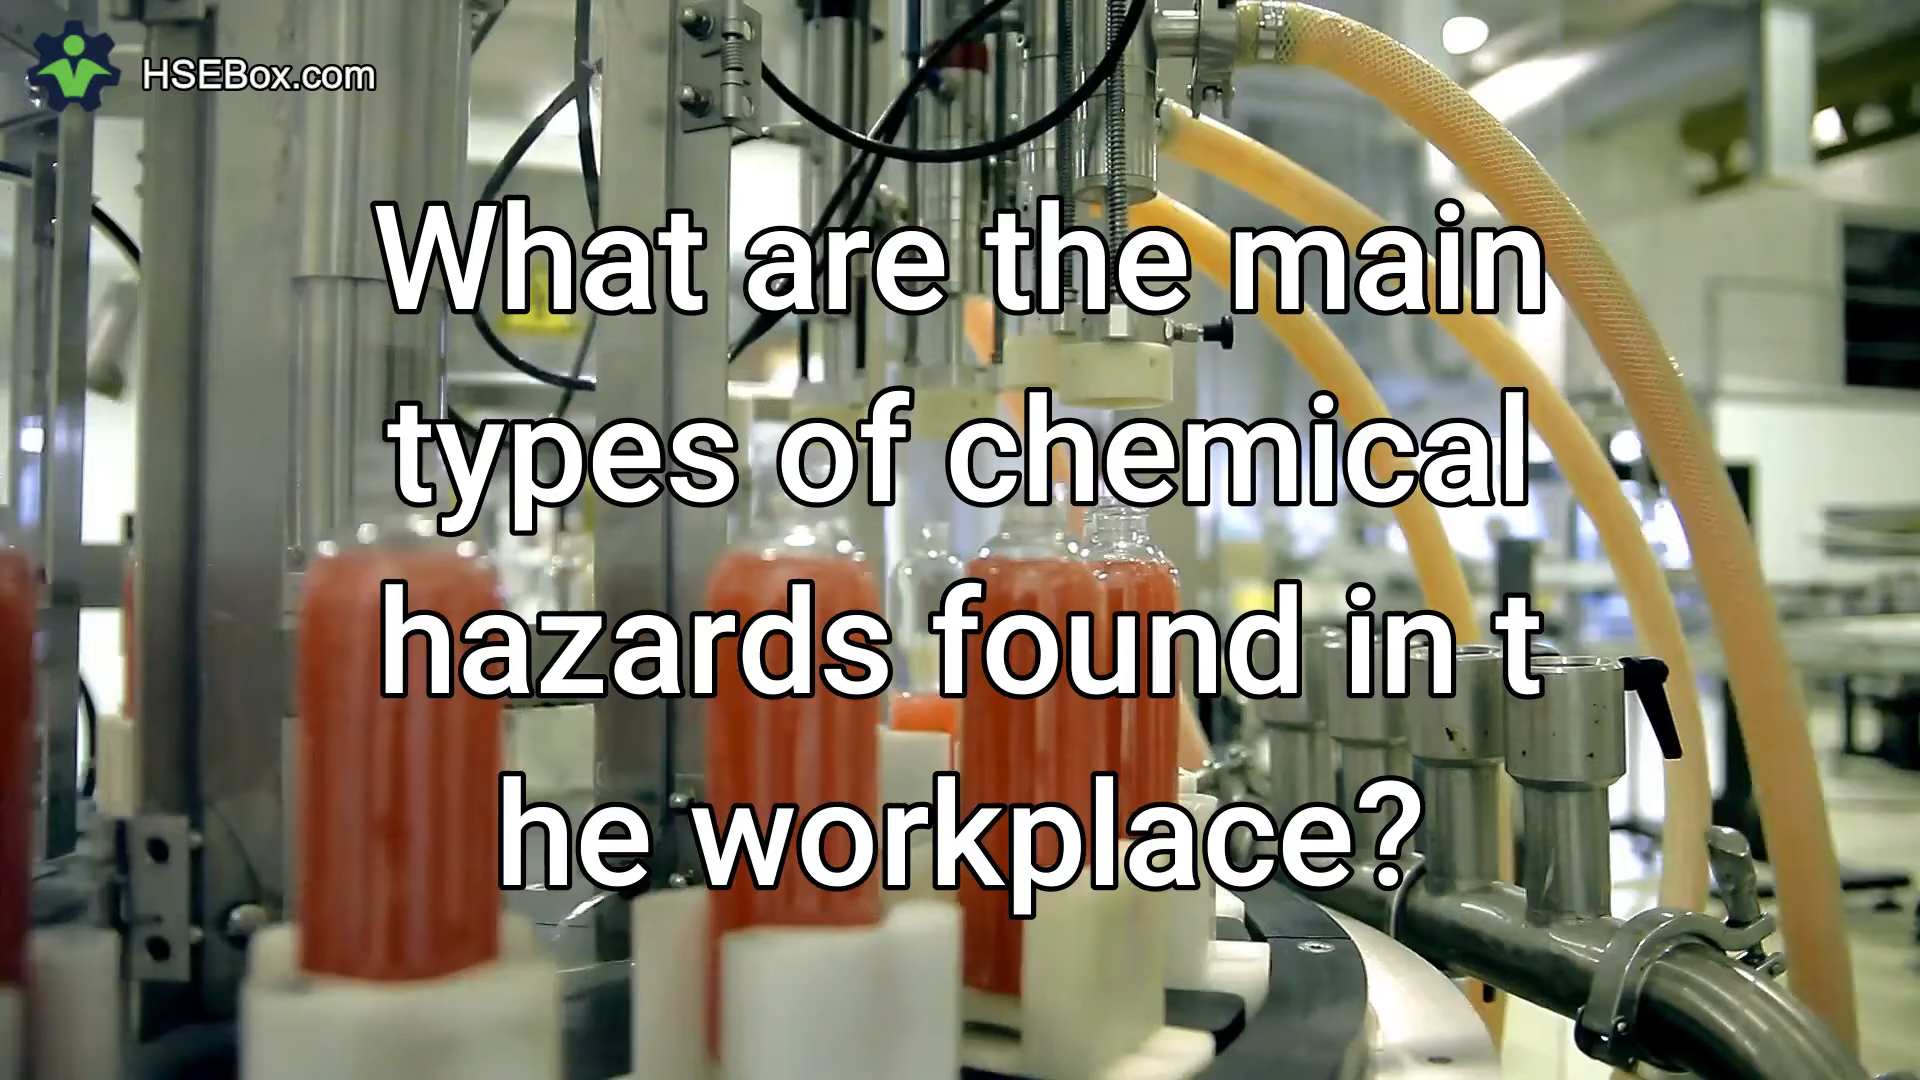 HSEBox.com
What are the main
types of chemical
hazards found in t
he workplace?